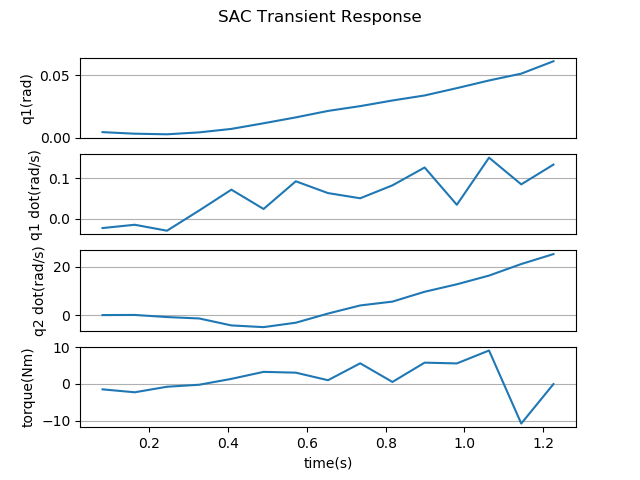 SAC Transient Response
0.05
0.00
q1(rad)
0.1
0.0
q1 dot(rad/s)
20
0
q2 dot(rad/s)
10
0
−10
torque(Nm)
0.2 0.4 0.6 0.8 1.0 1.2
time(s)